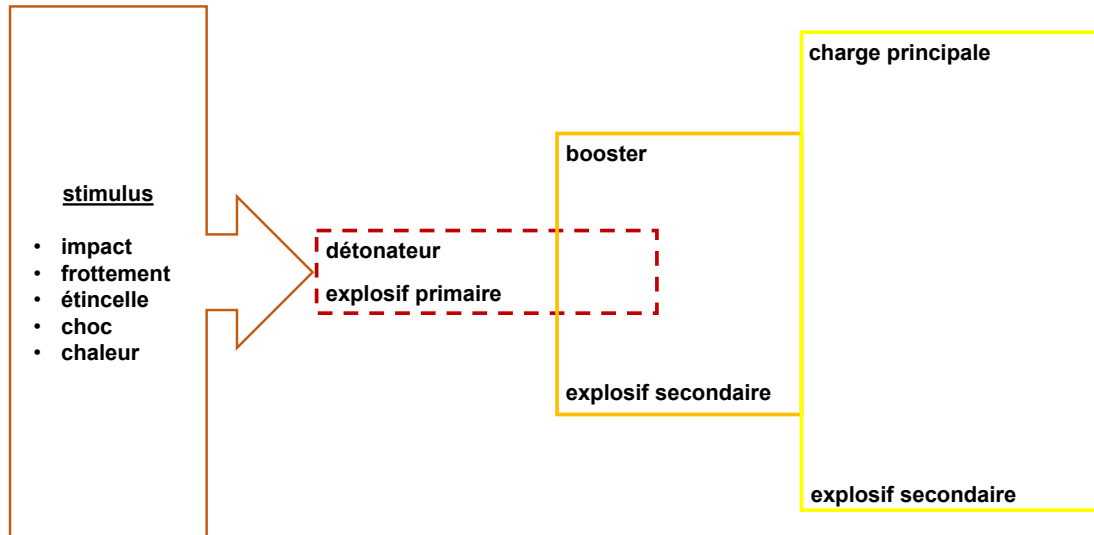 stimulus
• impact
• frottement
• étincelle
• choc
• chaleur
détonateur
explosif primaire
booster
explosif secondaire
charge principale
explosif secondaire